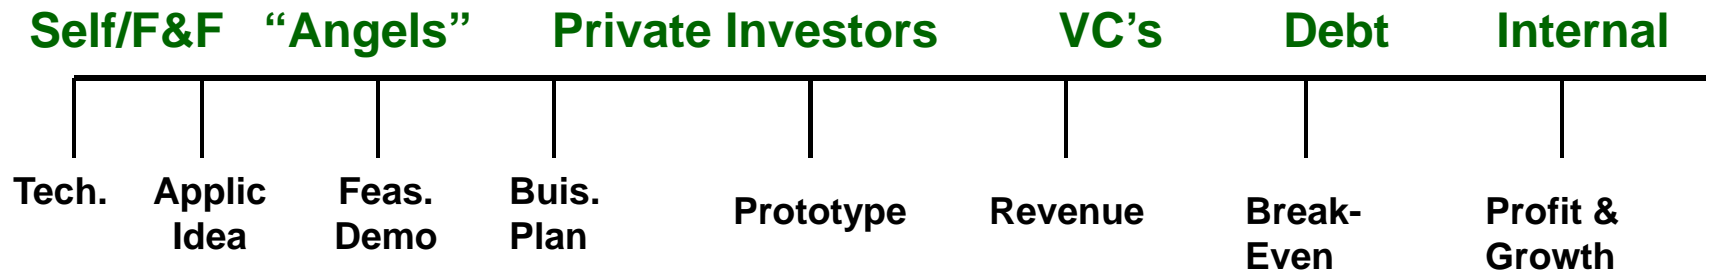 Self/F&F “Angels” Private Investors VC’s Debt Internal
Tech.
Applic
Idea
Feas.
Demo
Buis.
Plan
Prototype
Revenue
Break-
Even
Profit &
Growth